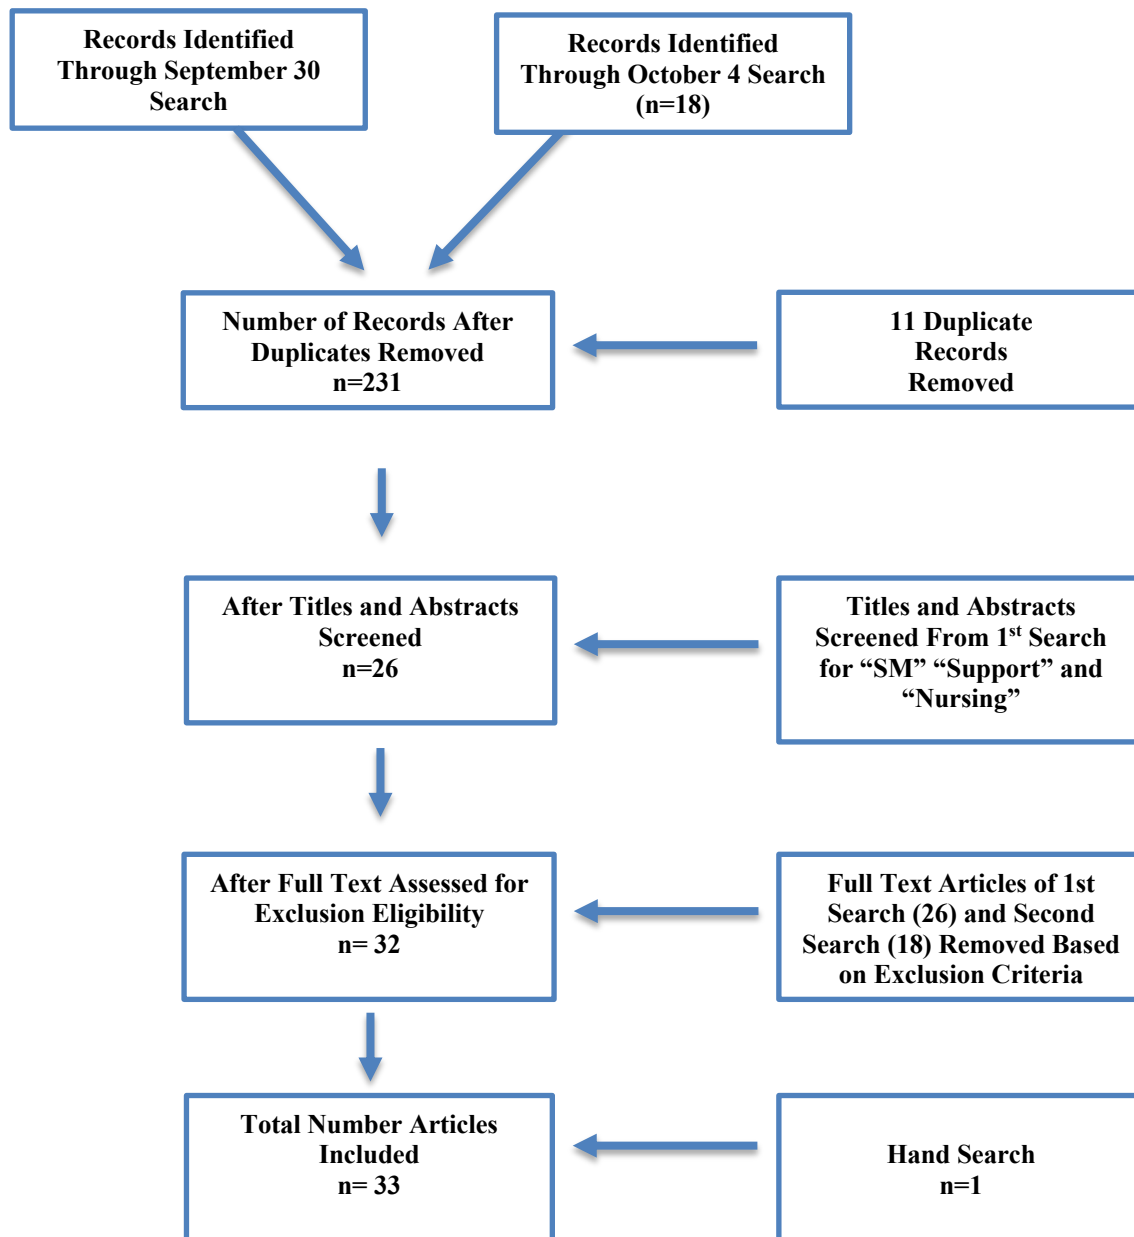 Records Identified
Through September 30
Search
Records Identified
Through October 4 Search
(n=18)
Number of Records After
Duplicates Removed
n=231
11 Duplicate
Records
Removed
After Titles and Abstracts
Screened
n=26
Titles and Abstracts
Screened From 1st Search
for “SM” “Support” and
“Nursing”
After Full Text Assessed for
Exclusion Eligibility
n= 32
Full Text Articles of 1st
Search (26) and Second
Search (18) Removed Based
on Exclusion Criteria
Total Number Articles
Included
n= 33
Hand Search
n=1